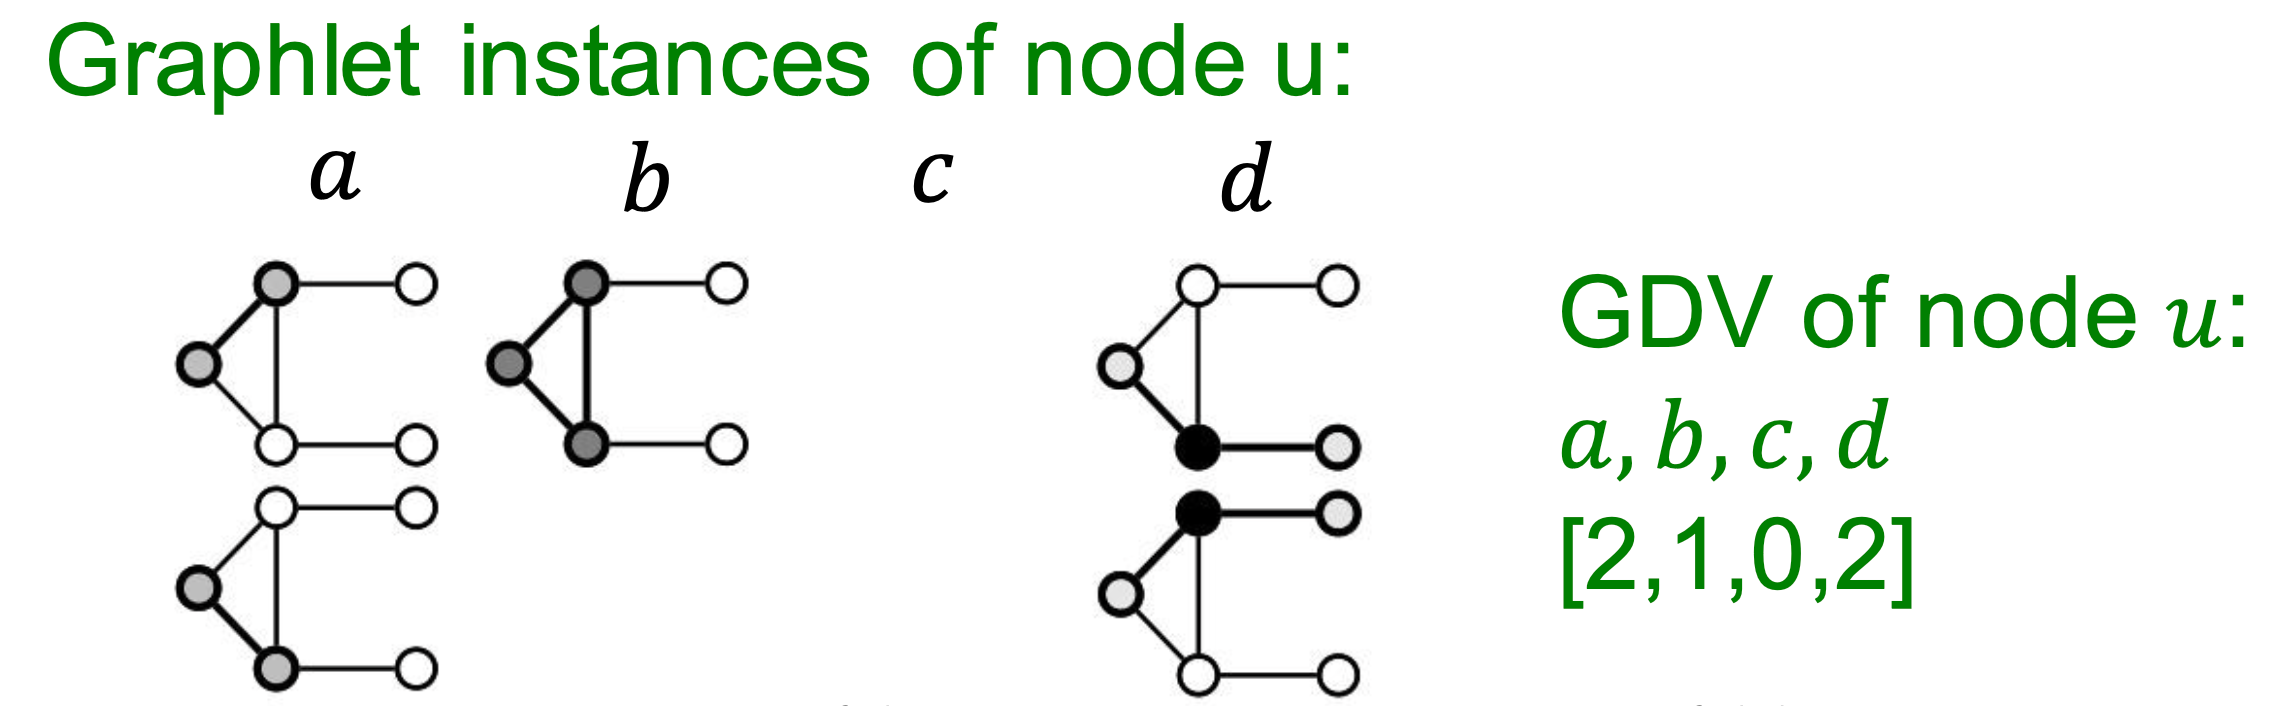 Graphlet instances of node u:
a b c d
GDV of node u:
a, b, c, d
[2,1,0,2]